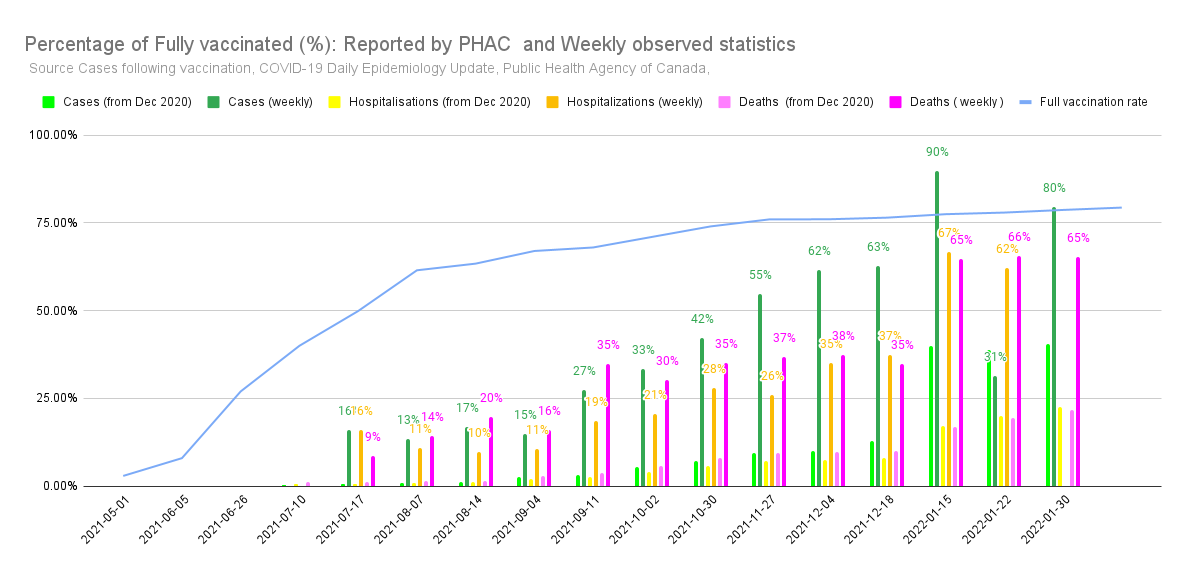 Percentage of Fully vaccinated (%): Reported by PHAC and Weekly observed statistics
Source Cases following vaccination, COVID-19 Daily Epidemiology Update, Public Health Agency of Canada,
Cases (from Dec 2020) Cases (weekly) Hospitalisations (from Dec 2020) Hospitalizations (weekly) Deaths (from Dec 2020) Deaths ( weekly ) Full vaccination rate
100.00%
90%
80%
75.00%
67% 65% 62% 66% 65%
62% 63%
55%
50.00%
42%
33% 30% 35% 28% 37% 26% 38% 35% 37% 35% 31%
27% 35% 19% 21%
25.00%
16% 9% 13% 14% 11% 17% 20% 10% 15% 16% 11%
0.00%
2021-05-01 2021-06-05 2021-06-26 2021-07-10 2021-07-17 2021-08-07 2021-08-14 2021-09-04 2021-09-11 2021-10-02 2021-10-30 2021-11-27 2021-12-04 2021-12-18 2022-01-15 2022-01-22 2022-01-30